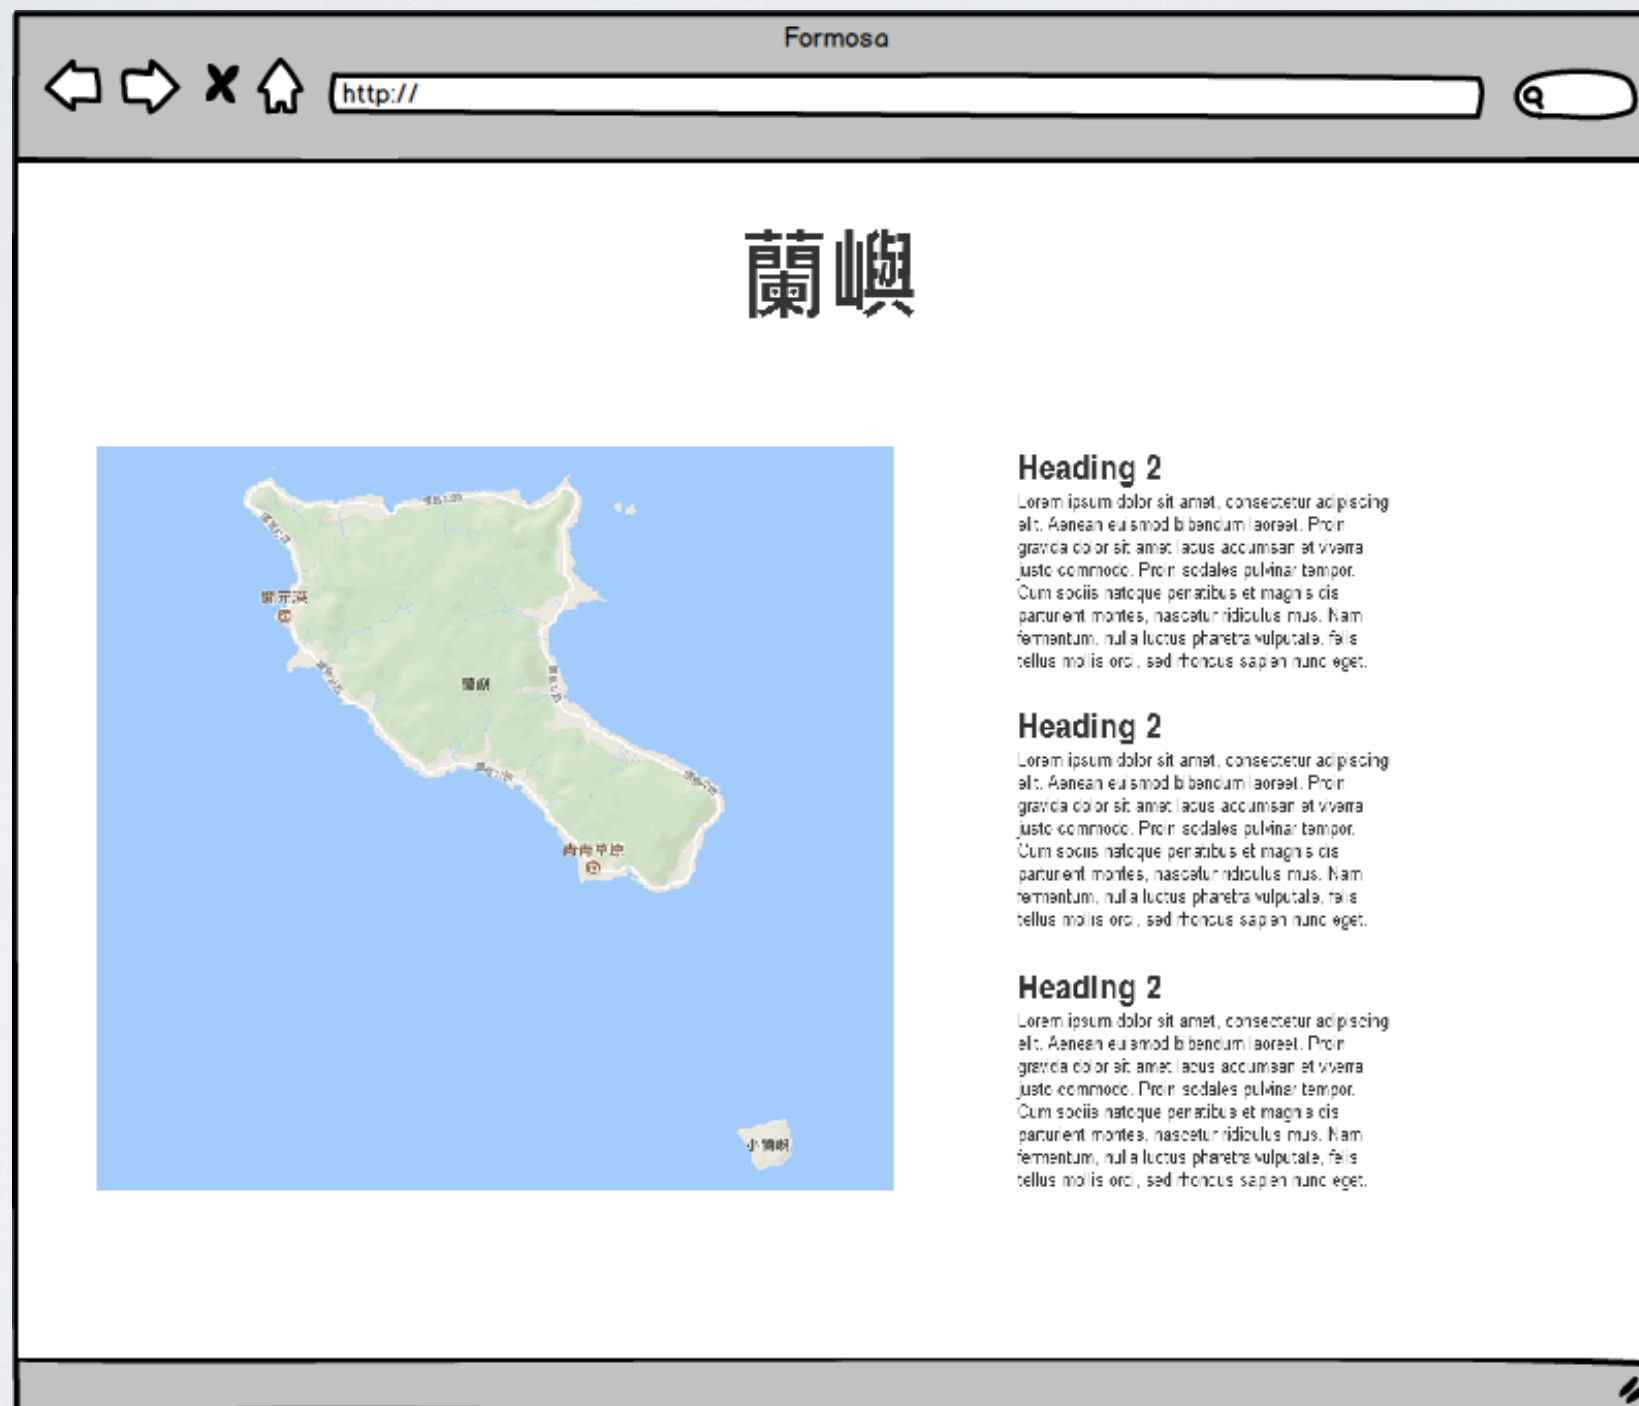 Formosa
http://
蘭嶼
Heading 2
Lorem ipsum dolor sit amet, consectetur adipiscing
elit. Aenean euismod bibendum laoreet. Proin
gravida dolor sit amet lacus accumsan et viverra
justo commodo. Proin sodales pulvinar tempor.
Cum sociis natoque penatibus et magnis dis
parturient montes, nascetur ridiculus mus. Nam
fermentum, nulla luctus pharetra vulputate, felis
tellus mollis orci, sed rhoncus sapien nunc eget.
蘭嶼
Heading 2
Lorem ipsum dolor sit amet, consectetur adipiscing
elit. Aenean euismod bibendum laoreet. Proin
gravida dolor sit amet lacus accumsan et viverra
justo commodo. Proin sodales pulvinar tempor.
Cum sociis natoque penatibus et magnis dis
parturient montes, nascetur ridiculus mus. Nam
fermentum, nulla luctus pharetra vulputate, felis
tellus mollis orci, sed rhoncus sapien nunc eget.
青青草原
Heading 2
Lorem ipsum dolor sit amet, consectetur adipiscing
elit. Aenean euismod bibendum laoreet. Proin
gravida dolor sit amet lacus accumsan et viverra
justo commodo. Proin sodales pulvinar tempor.
Cum sociis natoque penatibus et magnis dis
parturient montes, nascetur ridiculus mus. Nam
fermentum, nulla luctus pharetra vulputate, felis
tellus mollis orci, sed rhoncus sapien nunc eget.
小蘭嶼